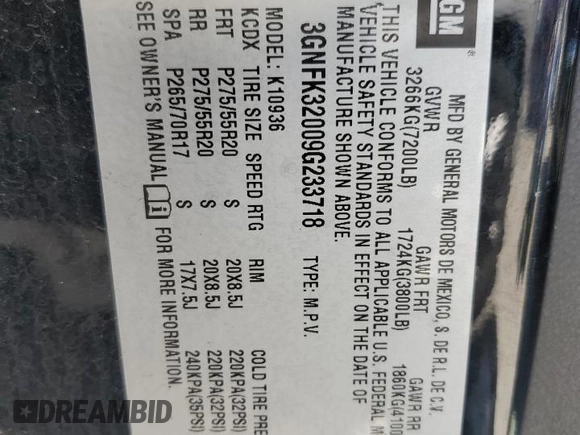 GM
®
MFD BY GENERAL MOTORS DE MEXICO, S. DE R.L. DE C.V.
GVWR GAWR FRT GAWR RR
3266KG(7200LB) 1724KG(3800LB) 1860KG(4100
THIS VEHICLE CONFORMS TO ALL APPLICABLE U.S. FEDERAL M
VEHICLE SAFETY STANDARDS IN EFFECT ON THE DATE OF
MANUFACTURE SHOWN ABOVE.
3GNFK32009G233718 TYPE: M.P.V.
MODEL: K10936
KCDX TIRE SIZE SPEED RTG RIM COLD TIRE PRE
FRT P275/55R20 S 20X8.5J 220KPA(32PSI)
RR P275/55R20 S 20X8.5J 220KPA(32PSI)
SPA P265/70R17 S 17X7.5J 240KPA(35PSI)
SEE OWNER'S MANUAL i FOR MORE INFORMATION.
DREAMBID